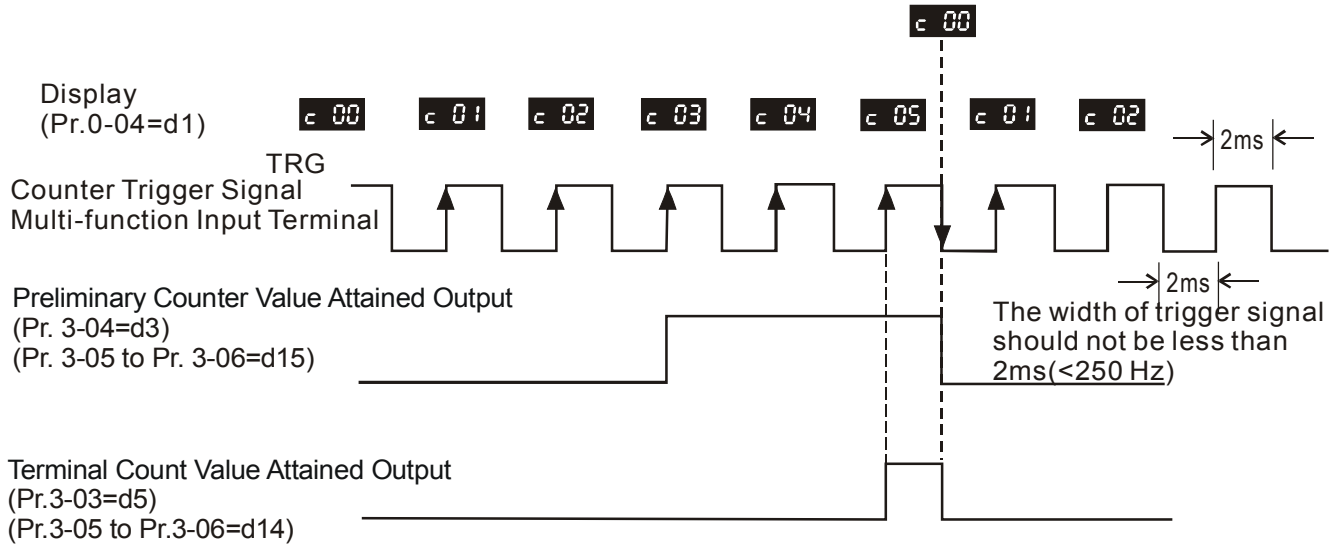 c 00
Display
(Pr.0-04=d1)
c 00 c 01 c 02 c 03 c 04 c 05 c 01 c 02
2ms
TRG
Counter Trigger Signal
Multi-function Input Terminal
2ms
Preliminary Counter Value Attained Output
(Pr. 3-04=d3)
(Pr. 3-05 to Pr. 3-06=d15)
The width of trigger signal
should not be less than
2ms(<250 Hz)
Terminal Count Value Attained Output
(Pr.3-03=d5)
(Pr.3-05 to Pr.3-06=d14)